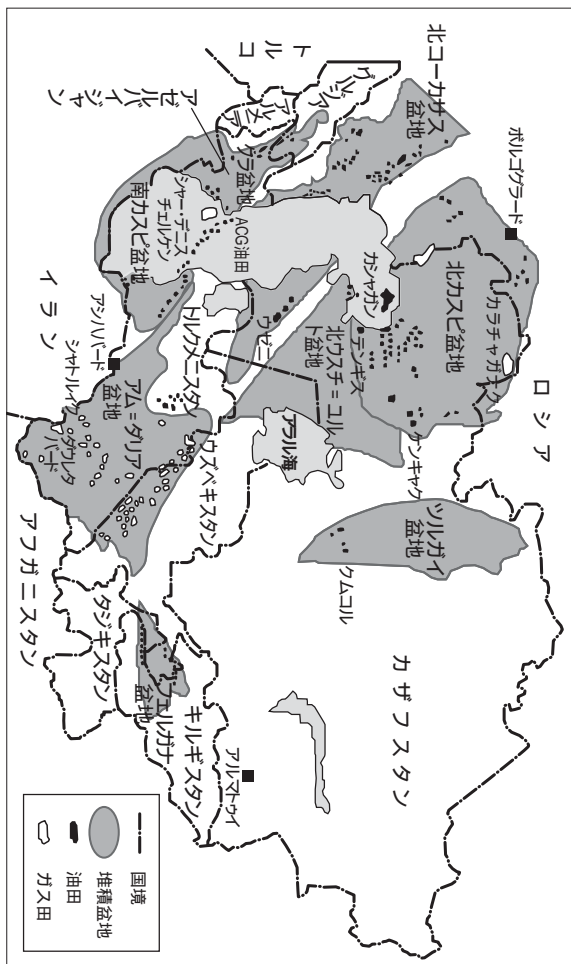 ロシア
ボルゴグラード
カラチャガナク
北カスピ盆地
北コーカサス
盆地
カシャガン
テンギス
ケンキャク
北ウスチ=ユル
ト盆地
ツルガイ
盆地
クムコル
カザフスタン
アラル海
ウゼニ
グルジア
アルメニア
トルコ
アゼルバイジャン
クラ盆地
ACG油田
シャー・デニス
チェルケン
南カスピ盆地
トルクメニスタン
ウズベキスタン
イラン
アシハバード
シャトルイク
アム=ダリア
盆地
ダウレタ
バード
アフガニスタン
タジキスタン
フェルガナ
盆地
キルギスタン
アルマトゥイ
国境
堆積盆地
油田
ガス田